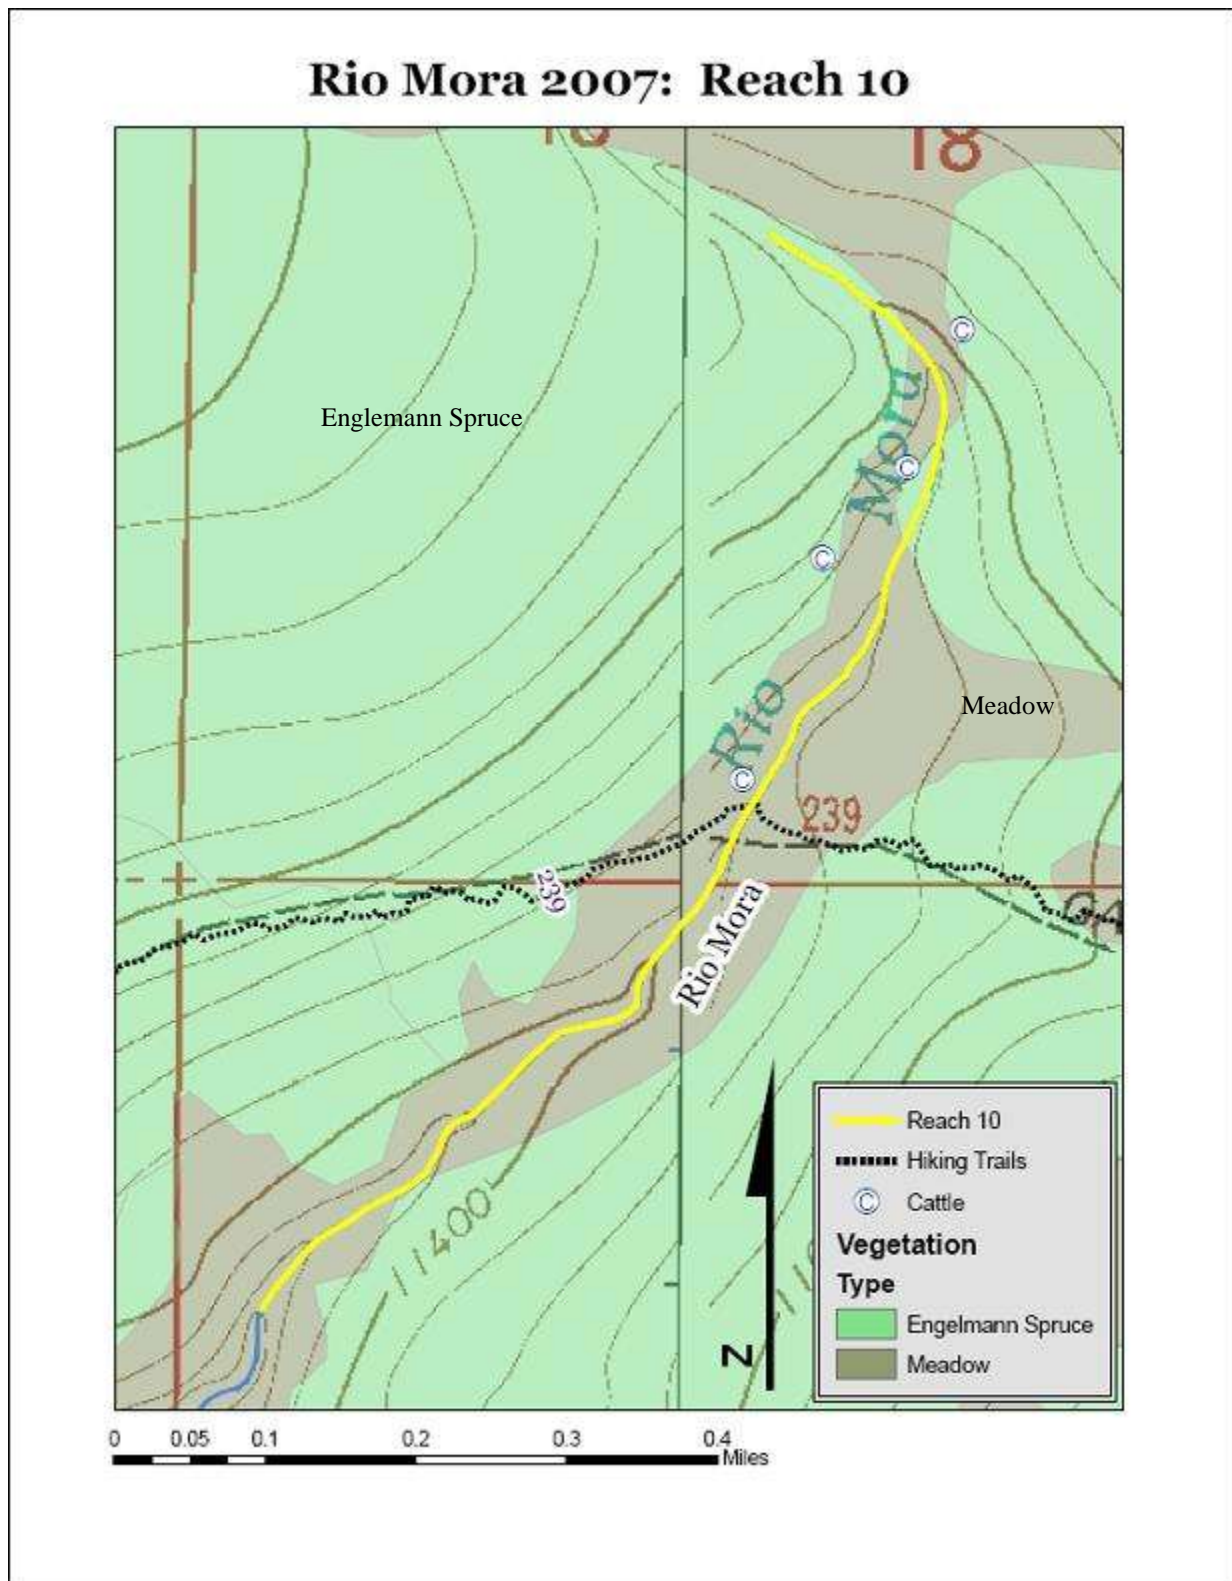 Rio Mora 2007:  Reach 10
18
Englemann Spruce
Mora
Rio
Meadow
239
239
Rio Mora
11400
N
Reach 10
Hiking Trails
© Cattle
Vegetation
Type
Engelmann Spruce
Meadow
0 0.05 0.1 0.2 0.3 0.4
Miles